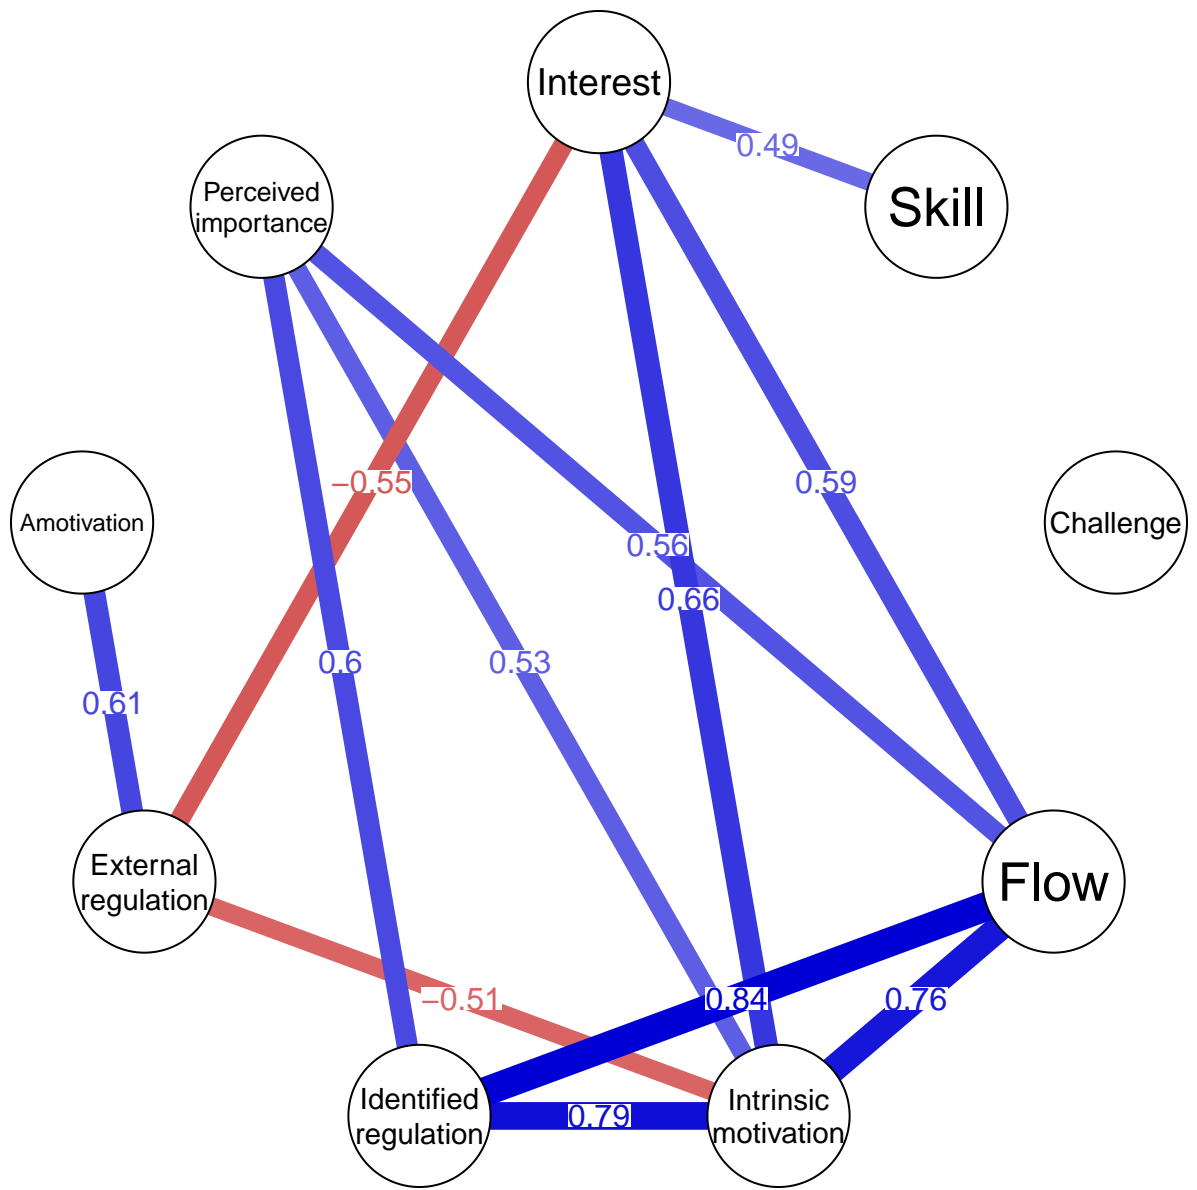 Interest
0.49
Perceived
importance
Skill
−0.55
0.59
Amotivation
Challenge
0.56
0.66
0.6
0.53
0.61
External
regulation
Flow
−0.51
0.84
0.76
Identified
regulation
0.79
Intrinsic
motivation